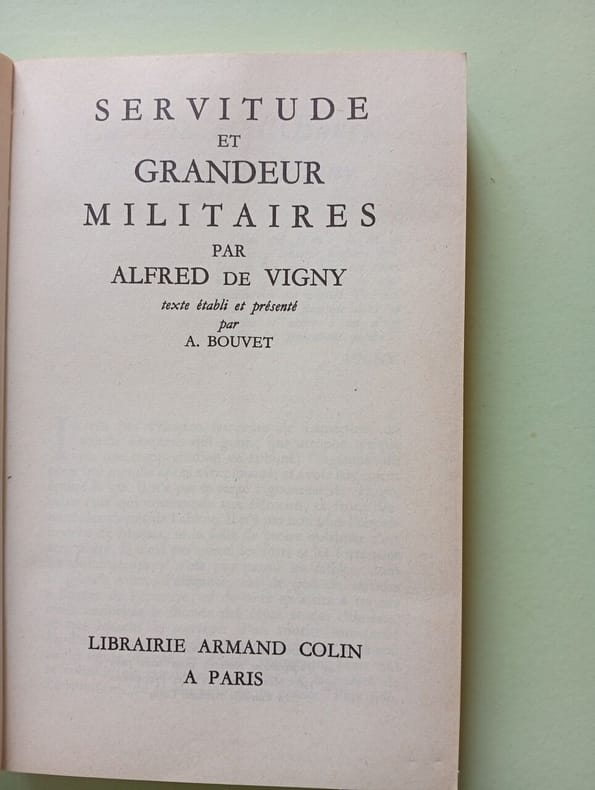 SERVITUDE
ET
GRANDEUR
MILITAIRES
PAR
ALFRED DE VIGNY
texte établi et présenté
par
A. BOUVET
LIBRAIRIE ARMAND COLIN
A PARIS